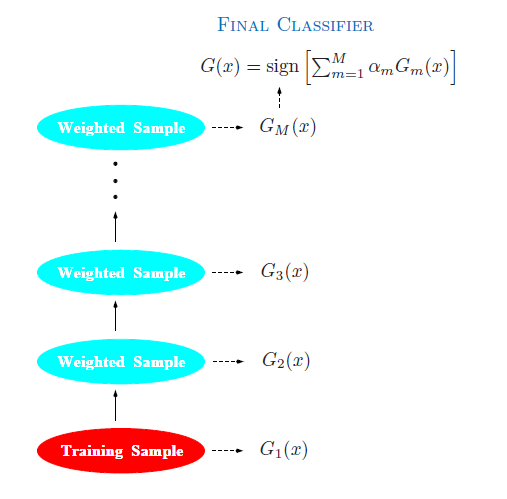 FINAL CLASSIFIER
G(x) = sign [∑_{m=1}^{M} α_m G_m(x)]
Weighted Sample G_M(x)
Weighted Sample G_3(x)
Weighted Sample G_2(x)
Training Sample G_1(x)